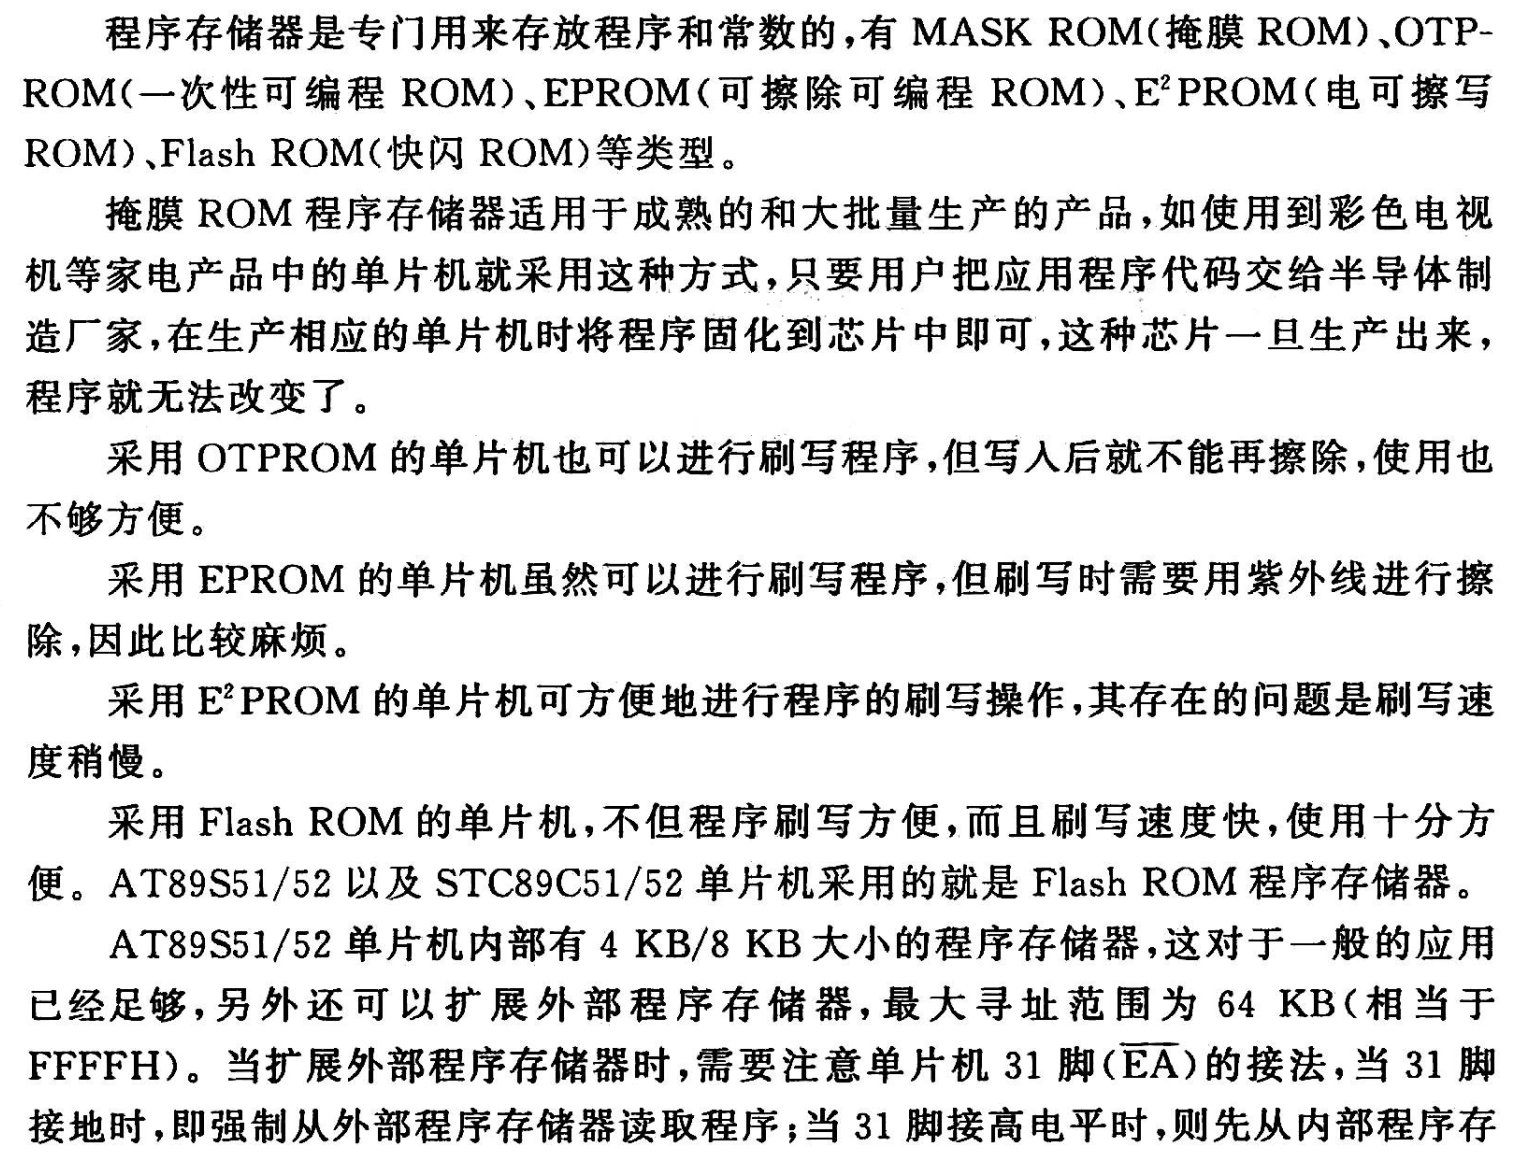 程序存储器是专门用来存放程序和常数的,有 MASK ROM(掩膜 ROM)、OTP-
ROM(一次性可编程 ROM)、EPROM(可擦除可编程 ROM)、E²PROM(电可擦写
ROM)、Flash ROM(快闪 ROM)等类型。
掩膜 ROM 程序存储器适用于成熟的和大批量生产的产品,如使用到彩色电视
机等家电产品中的单片机就采用这种方式,只要用户把应用程序代码交给半导体制
造厂家,在生产相应的单片机时将程序固化到芯片中即可,这种芯片一旦生产出来,
程序就无法改变了。
采用 OTPROM 的单片机也可以进行刷写程序,但写入后就不能再擦除,使用也
不够方便。
采用 EPROM 的单片机虽然可以进行刷写程序,但刷写时需要用紫外线进行擦
除,因此比较麻烦。
采用 E²PROM 的单片机可方便地进行程序的刷写操作,其存在的问题是刷写速
度稍慢。
采用 Flash ROM 的单片机,不但程序刷写方便,而且刷写速度快,使用十分方
便。AT89S51/52 以及 STC89C51/52 单片机采用的就是 Flash ROM 程序存储器。
AT89S51/52 单片机内部有 4 KB/8 KB 大小的程序存储器,这对于一般的应用
已经足够,另外还可以扩展外部程序存储器,最大寻址范围为 64 KB(相当于
FFFFH)。当扩展外部程序存储器时,需要注意单片机 31 脚(E̅A̅)的接法,当 31 脚
接地时,即强制从外部程序存储器读取程序;当 31 脚接高电平时,则先从内部程序存